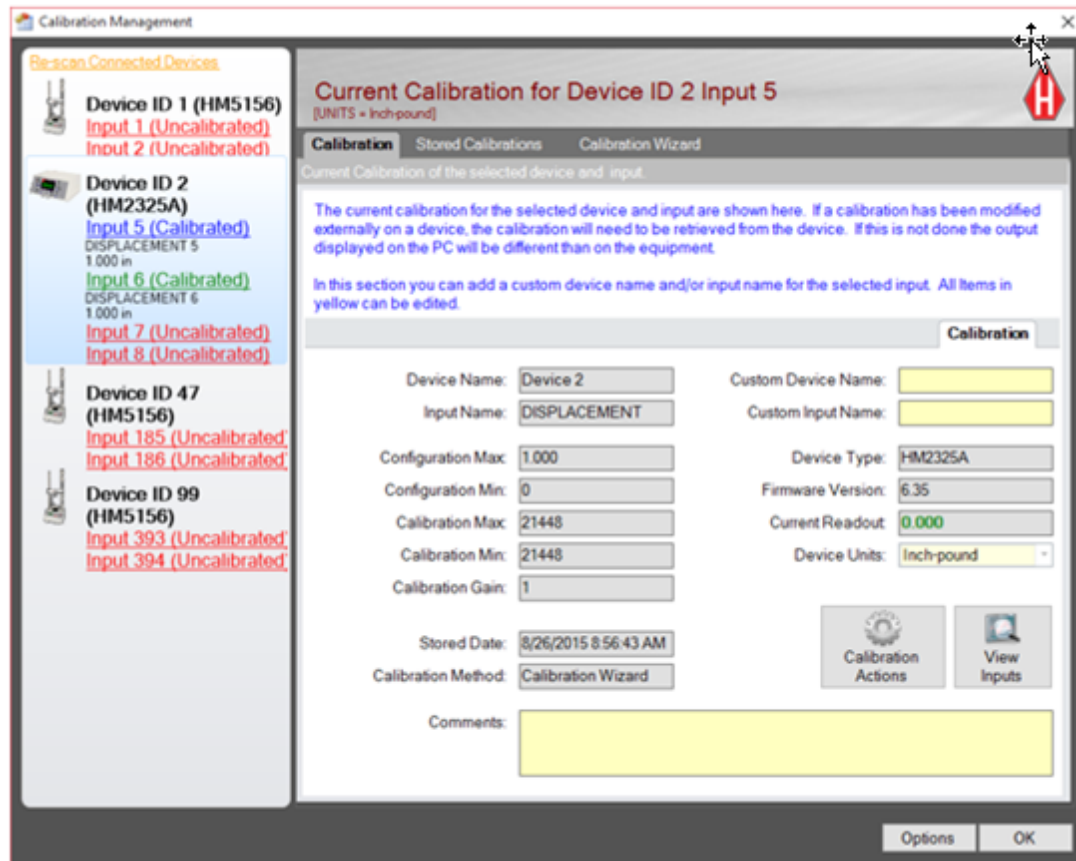 Calibration Management
Re-scan Connected Devices
Device ID 1 (HM5156)
Input 1 (Uncalibrated)
Input 2 (Uncalibrated)
Device ID 2
(HM2325A)
Input 5 (Calibrated)
DISPLACEMENT 5
1.000 in
Input 6 (Calibrated)
DISPLACEMENT 6
1.000 in
Input 7 (Uncalibrated)
Input 8 (Uncalibrated)
Device ID 47
(HM5156)
Input 185 (Uncalibrated)
Input 186 (Uncalibrated)
Device ID 99
(HM5156)
Input 393 (Uncalibrated)
Input 394 (Uncalibrated)
Current Calibration for Device ID 2 Input 5
[UNITS = Inch-pound]
H
Calibration Stored Calibrations Calibration Wizard
Current Calibration of the selected device and input.
The current calibration for the selected device and input are shown here. If a calibration has been modified
externally on a device, the calibration will need to be retrieved from the device. If this is not done the output
displayed on the PC will be different than on the equipment.
In this section you can add a custom device name and/or input name for the selected input. All Items in
yellow can be edited.
Calibration
Device Name: Device 2 Custom Device Name:
Input Name: DISPLACEMENT Custom Input Name:
Configuration Max: 1.000 Device Type: HM2325A
Configuration Min: 0 Firmware Version: 6.35
Calibration Max: 21448 Current Readout: 0.000
Calibration Min: 21448 Device Units: Inch-pound
Calibration Gain: 1
Stored Date: 8/26/2015 8:56:43 AM
Calibration Method: Calibration Wizard
Calibration
Actions
View
Inputs
Comments:
Options OK